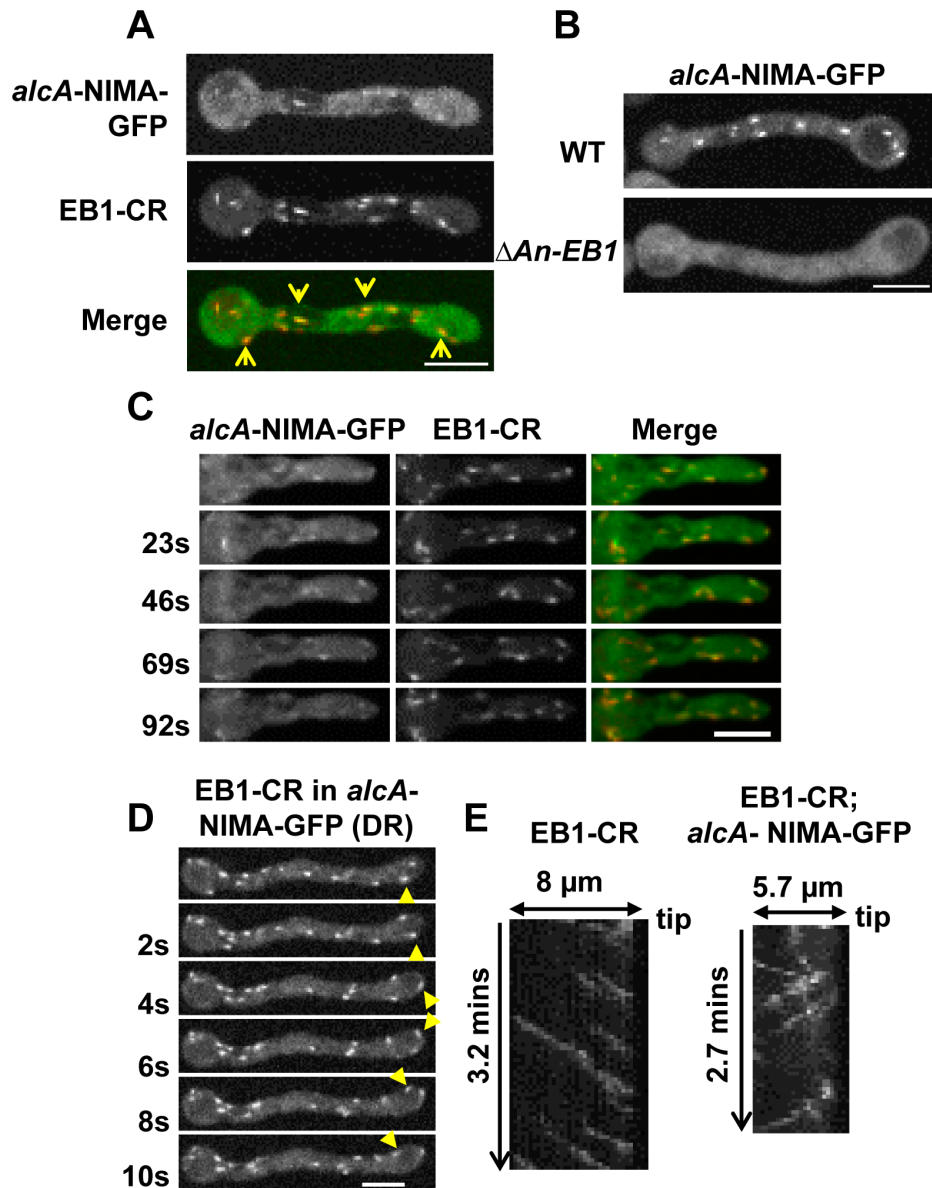 A
alcA-NIMA-
GFP
EB1-CR
Merge
B
alcA-NIMA-GFP
WT
ΔAn-EB1
C
alcA-NIMA-GFP EB1-CR Merge
23s
46s
69s
92s
D
EB1-CR in alcA-
NIMA-GFP (DR)
2s
4s
6s
8s
10s
E
EB1-CR
8 µm
tip
3.2 mins
EB1-CR;
alcA- NIMA-GFP
5.7 µm
tip
2.7 mins